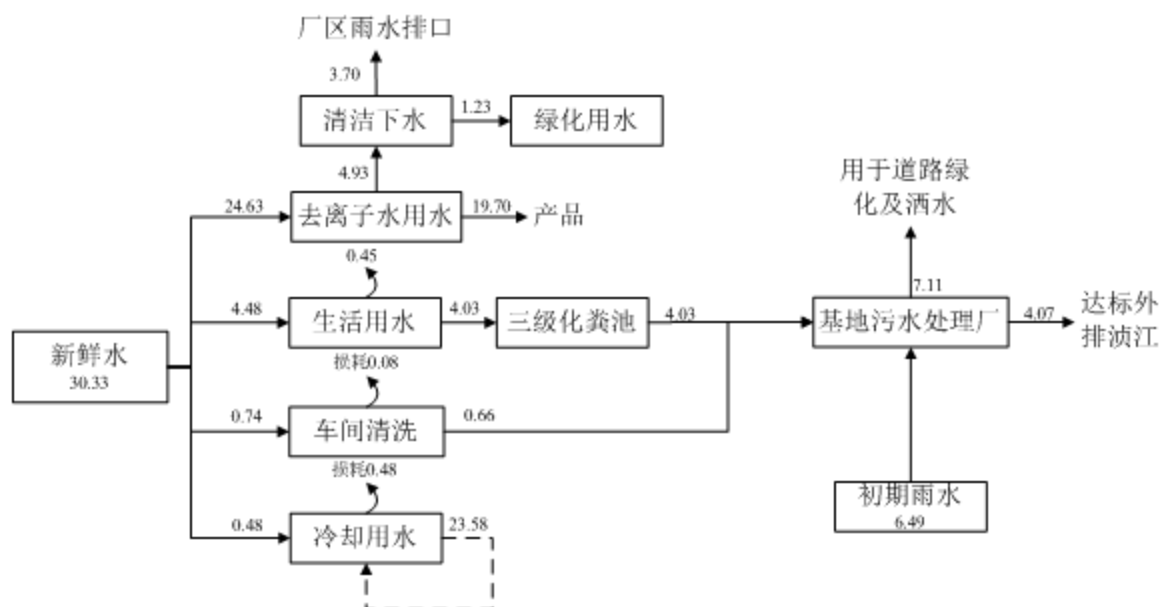 厂区雨水排口
3.70
清洁下水
1.23
绿化用水
4.93
24.63
去离子水用水
19.70
产品
0.45
4.48
生活用水
4.03
三级化粪池
4.03
用于道路绿
化及洒水
7.11
基地污水处理厂
4.07
达标外
排浈江
新鲜水
30.33
损耗0.08
0.74
车间清洗
0.66
损耗0.48
0.48
冷却用水
23.58
初期雨水
6.49